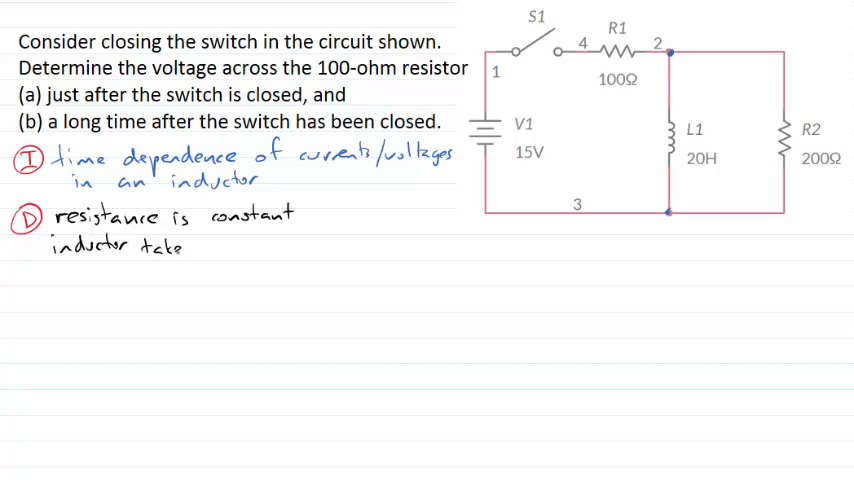 Consider closing the switch in the circuit shown.
Determine the voltage across the 100-ohm resistor
(a) just after the switch is closed, and
(b) a long time after the switch has been closed.
I time dependence of currents/voltages
in an inductor
D resistance is constant
inductor take
S1
4
R1
2
100Ω
1
V1
15V
L1
20H
R2
200Ω
3